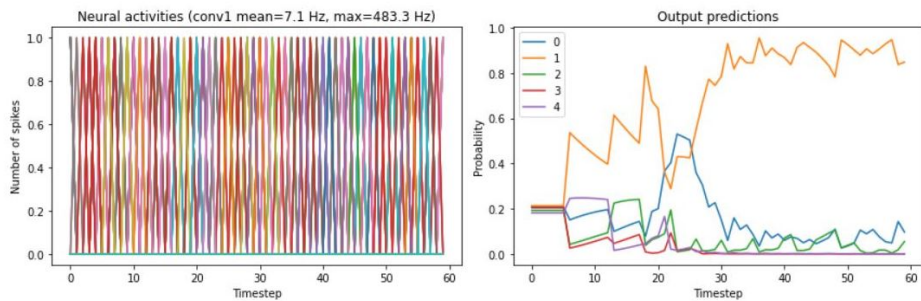 Neural activities (conv1 mean=7.1 Hz, max=483.3 Hz)
Number of spikes
1.0
0.8
0.6
0.4
0.2
0.0
0 10 20 30 40 50 60
Timestep
Output predictions
Probability
1.0
0.8
0.6
0.4
0.2
0.0
0
1
2
3
4
0 10 20 30 40 50 60
Timestep